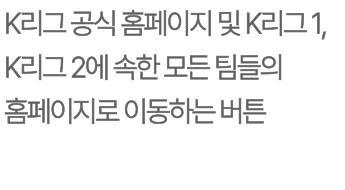 K리그 공식 홈페이지 및 K리그 1,
K리그 2에 속한 모든 팀들의
홈페이지로 이동하는 버튼